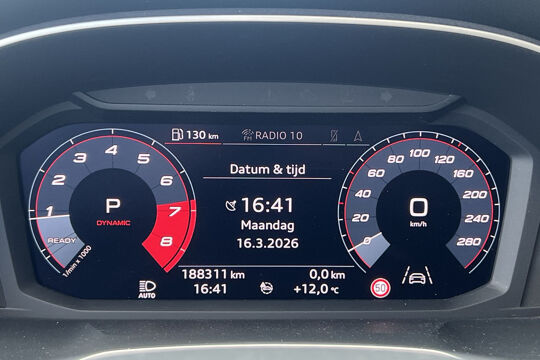 130 km
FM RADIO 10
Datum & tijd
16:41
Maandag
16.3.2026
188311 km
0,0 km
16:41
+12,0 °C
P
DYNAMIC
READY
1/min x 1000
1 2 3 4 5 6 7 8
0
km/h
0 20 40 60 80 100 120 160 200 240 280
AUTO
50